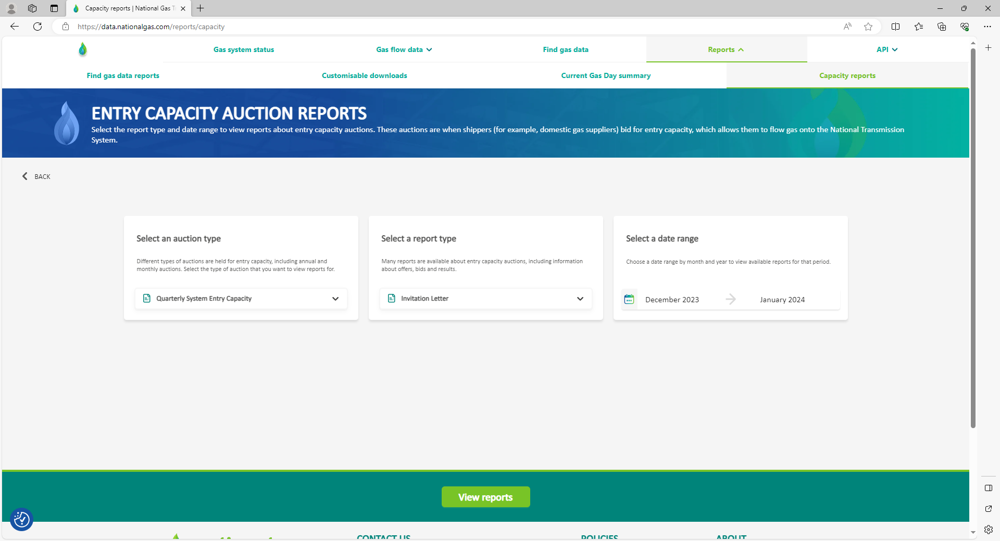 Capacity reports | National Gas T
https://data.nationalgas.com/reports/capacity
Gas system status
Gas flow data
Find gas data
Reports
API
Find gas data reports
Customisable downloads
Current Gas Day summary
Capacity reports
ENTRY CAPACITY AUCTION REPORTS
Select the report type and date range to view reports about entry capacity auctions. These auctions are when shippers (for example, domestic gas suppliers) bid for entry capacity, which allows them to flow gas onto the National Transmission
System.
BACK
Select an auction type
Different types of auctions are held for entry capacity, including annual and
monthly auctions. Select the type of auction that you want to view reports for.
Quarterly System Entry Capacity
Select a report type
Many reports are available about entry capacity auctions, including information
about offers, bids and results.
Invitation Letter
Select a date range
Choose a date range by month and year to view available reports for that period.
December 2023
January 2024
View reports
CONTACT US
POLICIES
ABOUT